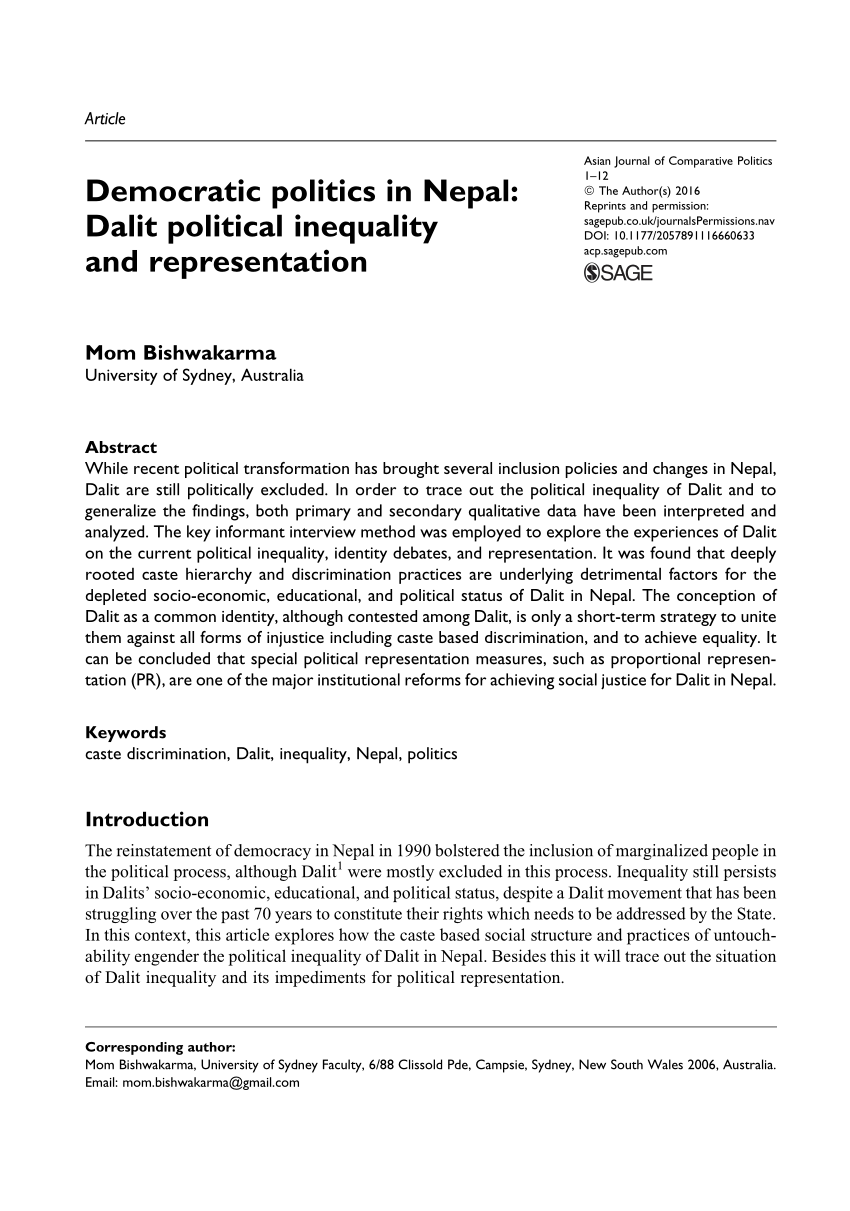 Article
Democratic politics in Nepal:
Dalit political inequality
and representation
Asian Journal of Comparative Politics
1–12
© The Author(s) 2016
Reprints and permission:
sagepub.co.uk/journalsPermissions.nav
DOI: 10.1177/2057891116660633
acp.sagepub.com
SAGE
Mom Bishwakarma
University of Sydney, Australia
Abstract
While recent political transformation has brought several inclusion policies and changes in Nepal,
Dalit are still politically excluded. In order to trace out the political inequality of Dalit and to
generalize the findings, both primary and secondary qualitative data have been interpreted and
analyzed. The key informant interview method was employed to explore the experiences of Dalit
on the current political inequality, identity debates, and representation. It was found that deeply
rooted caste hierarchy and discrimination practices are underlying detrimental factors for the
depleted socio-economic, educational, and political status of Dalit in Nepal. The conception of
Dalit as a common identity, although contested among Dalit, is only a short-term strategy to unite
them against all forms of injustice including caste based discrimination, and to achieve equality. It
can be concluded that special political representation measures, such as proportional represen-
tation (PR), are one of the major institutional reforms for achieving social justice for Dalit in Nepal.
Keywords
caste discrimination, Dalit, inequality, Nepal, politics
Introduction
The reinstatement of democracy in Nepal in 1990 bolstered the inclusion of marginalized people in
the political process, although Dalit1 were mostly excluded in this process. Inequality still persists
in Dalits’ socio-economic, educational, and political status, despite a Dalit movement that has been
struggling over the past 70 years to constitute their rights which needs to be addressed by the State.
In this context, this article explores how the caste based social structure and practices of untouch-
ability engender the political inequality of Dalit in Nepal. Besides this it will trace out the situation
of Dalit inequality and its impediments for political representation.
Corresponding author:
Mom Bishwakarma, University of Sydney Faculty, 6/88 Clissold Pde, Campsie, Sydney, New South Wales 2006, Australia.
Email: mom.bishwakarma@gmail.com